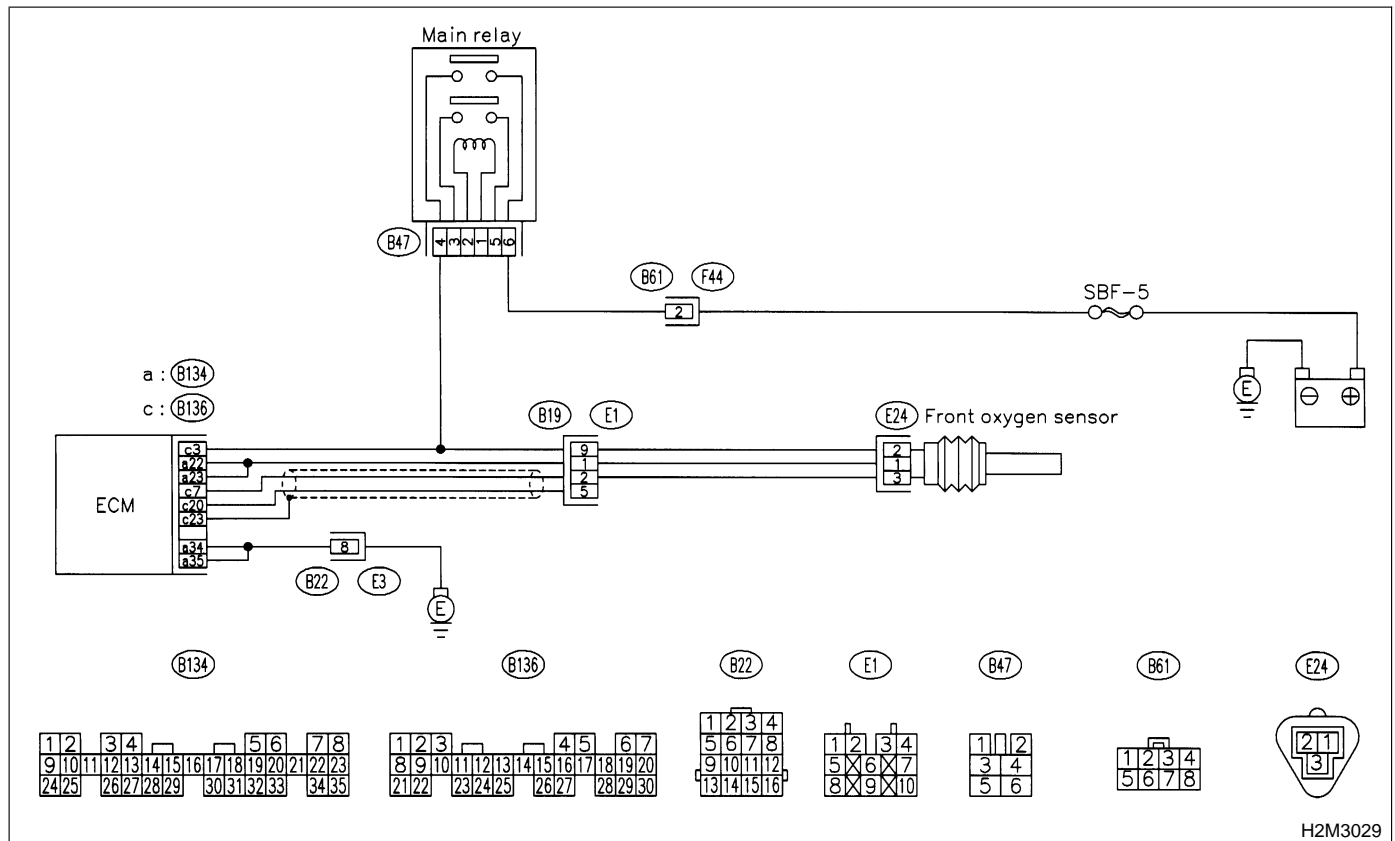 Main relay
B47
4 3 2 1 5 6
B61 F44
2
SBF-5
a : B134
c : B136
E
B19 E1
E24 Front oxygen sensor
ECM
c3
a22
a23
c7
c20
c23
a34
a35
9
1
2
5
2
1
3
8
B22 E3
E
B134
1 2 3 4 5 6 7 8
9 10 11 12 13 14 15 16 17 18 19 20 21 22 23
24 25 26 27 28 29 30 31 32 33 34 35
B136
1 2 3 4 5 6 7
8 9 10 11 12 13 14 15 16 17 18 19 20
21 22 23 24 25 26 27 28 29 30
B22
1 2 3 4
5 6 7 8
9 10 11 12
13 14 15 16
E1
1 2 3 4
5 6 7
8 9 10
B47
1 2
3 4
5 6
B61
1 2 3 4
5 6 7 8
E24
2 1
3
H2M3029